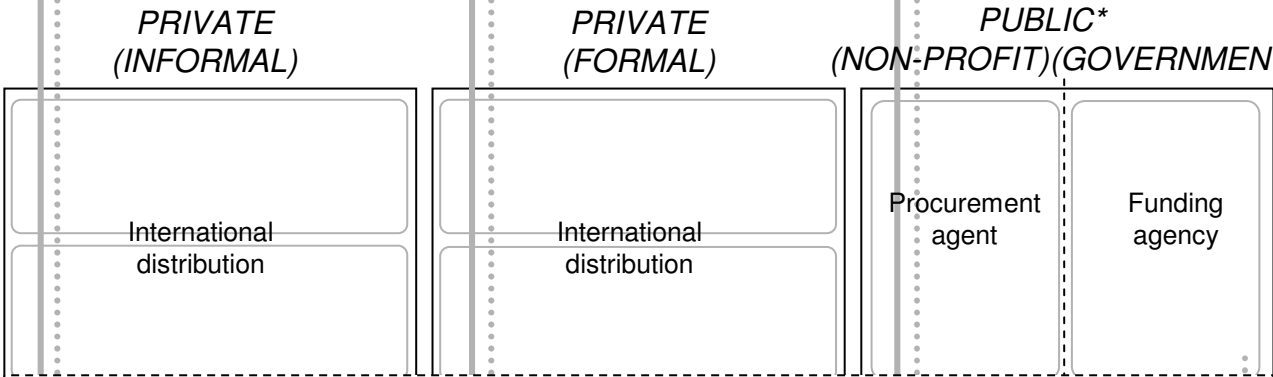 PRIVATE
(INFORMAL)
PRIVATE
(FORMAL)
PUBLIC*
(NON-PROFIT)(GOVERNMEN
International
distribution
International
distribution
Procurement
agent
Funding
agency